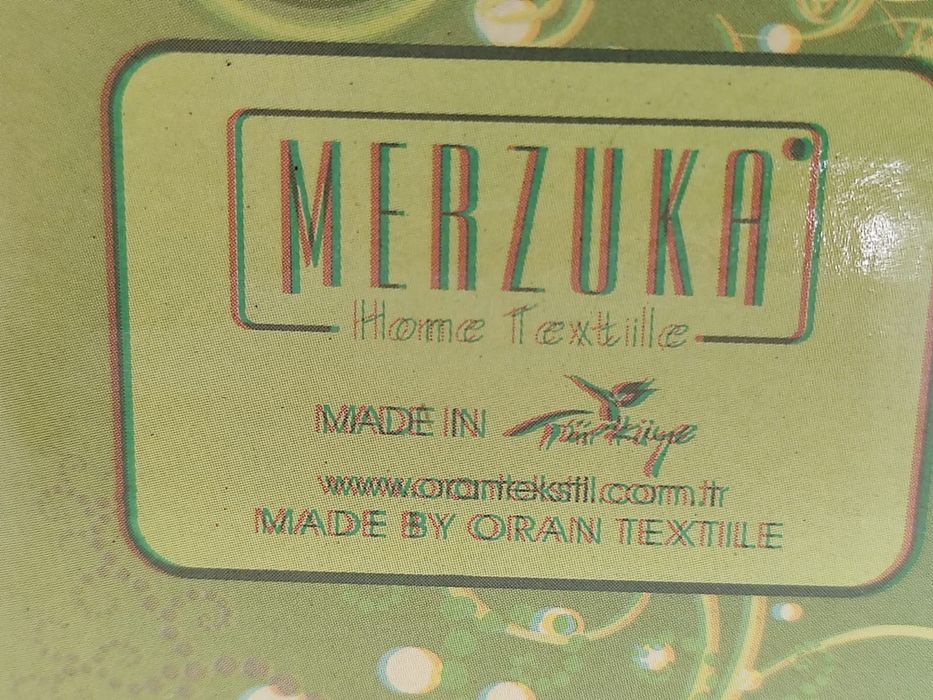 MERZUKA
Home Textile
MADE IN Türkiye
www.orantekstil.com.tr
MADE BY ORAN TEXTILE